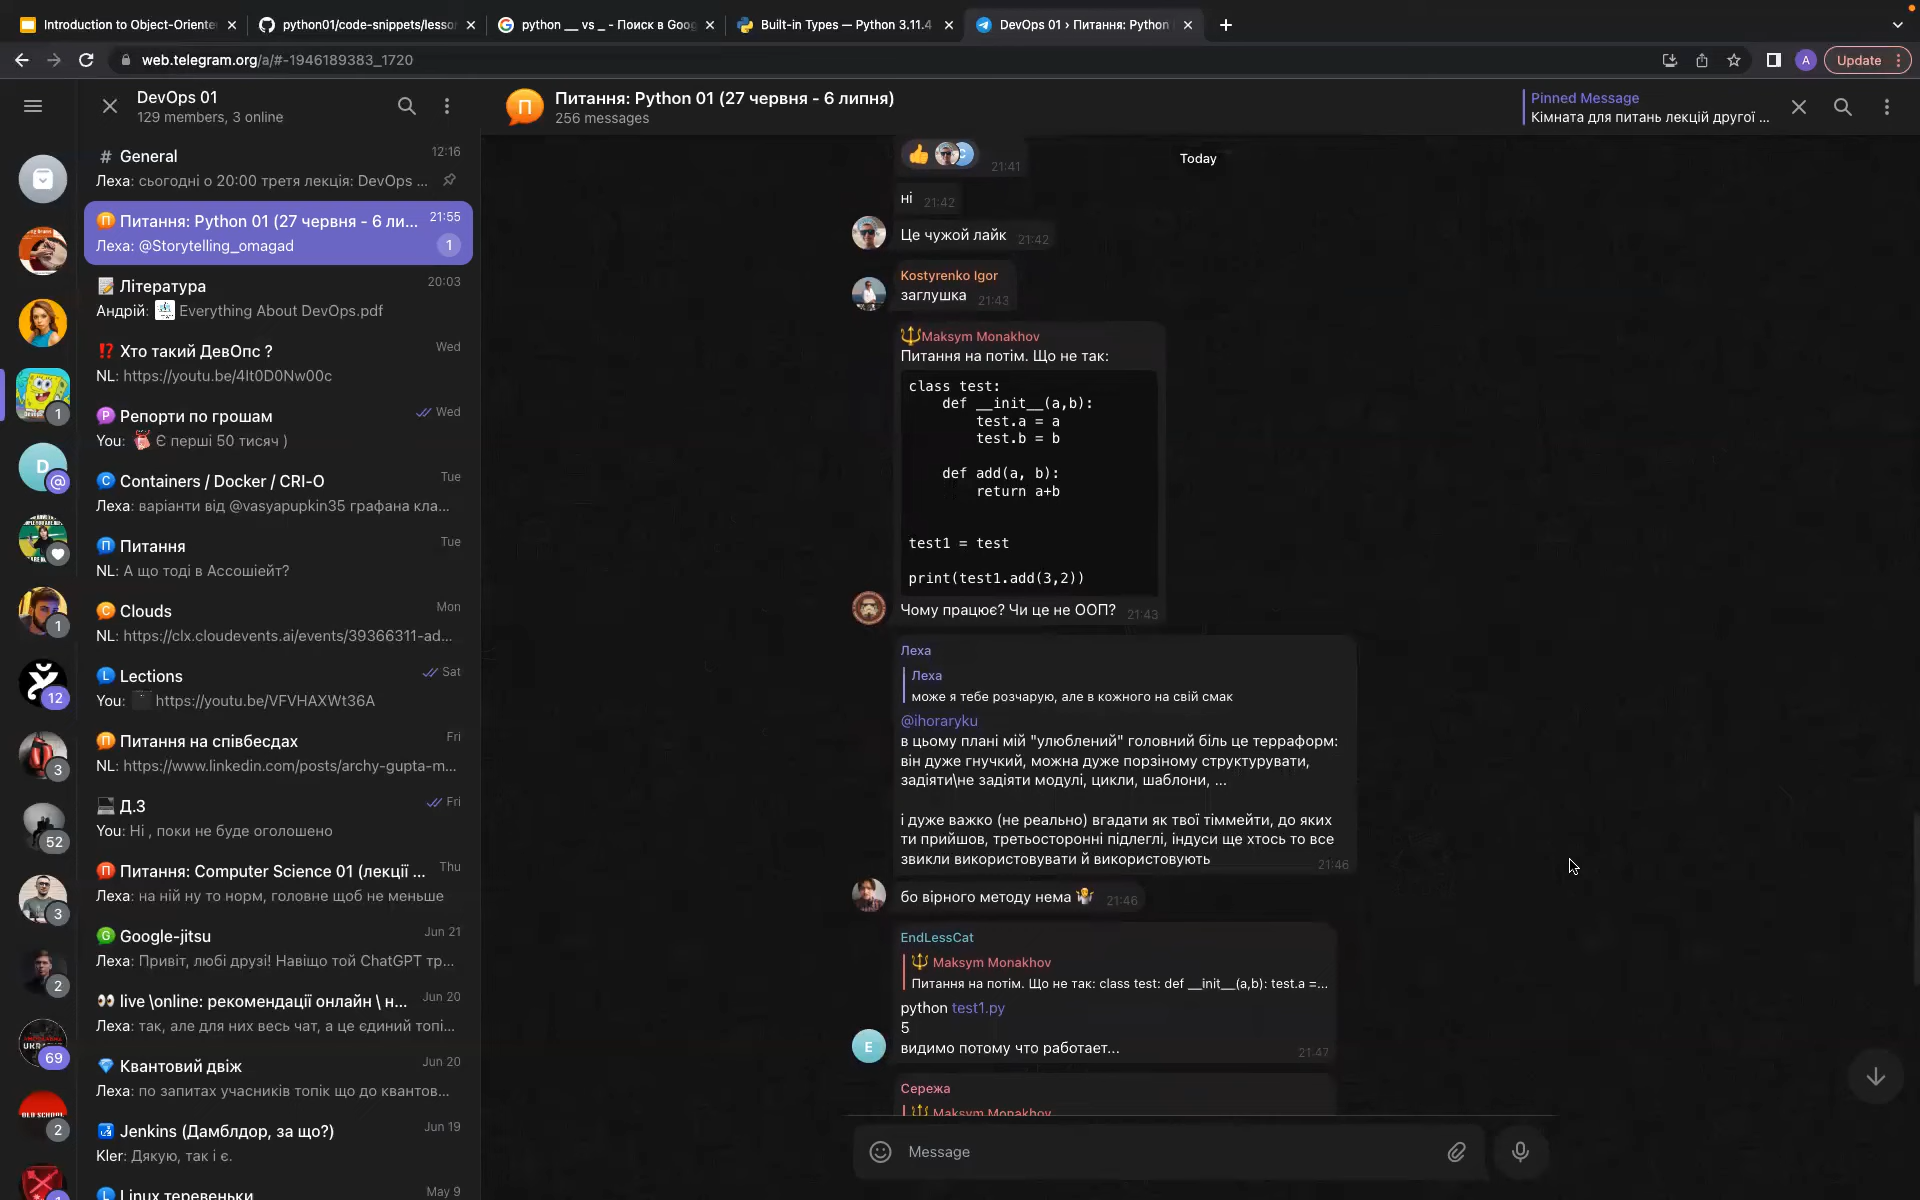 Introduction to Object-Oriente
python01/code-snippets/lesso
python __ vs _ - Поиск в Goo
Built-in Types — Python 3.11.4
DevOps 01 › Питання: Python
web.telegram.org/a/#-1946189383_1720
A
Update
DevOps 01
129 members, 3 online
П
Питання: Python 01 (27 червня - 6 липня)
256 messages
Pinned Message
Кімната для питань лекцій другої ...
# General
12:16
Леха: сьогодні о 20:00 третя лекція: DevOps ...
П Питання: Python 01 (27 червня - 6 ли...
21:55
Леха: @Storytelling_omagad
1
Література
20:03
Андрій: Everything About DevOps.pdf
⁉ Хто такий ДевОпс ?
Wed
NL: https://youtu.be/4lt0D0Nw00c
Р Репорти по грошам
Wed
You: Є перші 50 тисяч )
C Containers / Docker / CRI-O
Tue
Леха: варіанти від @vasyapupkin35 графана кла...
П Питання
Tue
NL: А що тоді в Ассошіейт?
C Clouds
Mon
NL: https://clx.cloudevents.ai/events/39366311-ad...
L Lections
Sat
You: https://youtu.be/VFVHAXWt36A
П Питання на співбесдах
Fri
NL: https://www.linkedin.com/posts/archy-gupta-m...
Д.З
Fri
You: Ні , поки не буде оголошено
П Питання: Computer Science 01 (лекції ...
Thu
Леха: на ній ну то норм, головне щоб не меньше
G Google-jitsu
Jun 21
Леха: Привіт, любі друзі! Навіщо той ChatGPT тр...
live \online: рекомендації онлайн \ н...
Jun 20
Леха: так, але для них весь чат, а це єдиний топі...
Квантовий двіж
Jun 20
Леха: по запитах учасників топік що до квантов...
Jenkins (Дамблдор, за що?)
Jun 19
Kler: Дякую, так і є.
L Linux теревеньки
May 9
1
D
@
1
12
3
52
3
2
69
2
Today
21:41
ні 21:42
Це чужой лайк 21:42
Kostyrenko Igor
заглушка 21:43
Maksym Monakhov
Питання на потім. Що не так:
class test:
    def __init__(a,b):
        test.a = a
        test.b = b
    def add(a, b):
        return a+b
test1 = test
print(test1.add(3,2))
Чому працює? Чи це не ООП? 21:43
Леха
Леха
може я тебе розчарую, але в кожного на свій смак
@ihoraryku
в цьому плані мій "улюблений" головний біль це терраформ:
він дуже гнучкий, можна дуже порзіному структурувати,
задіяти\не задіяти модулі, цикли, шаблони, ...
і дуже важко (не реально) вгадати як твої тіммейти, до яких
ти прийшов, третьосторонні підлеглі, індуси ще хтось то все
звикли використовувати й використовують 21:46
бо вірного методу нема 21:46
EndLessCat
Maksym Monakhov
Питання на потім. Що не так: class test: def __init__(a,b): test.a =...
python test1.py
5
видимо потому что работает... 21:47
E
Сережа
Maksym Monakhov
Message